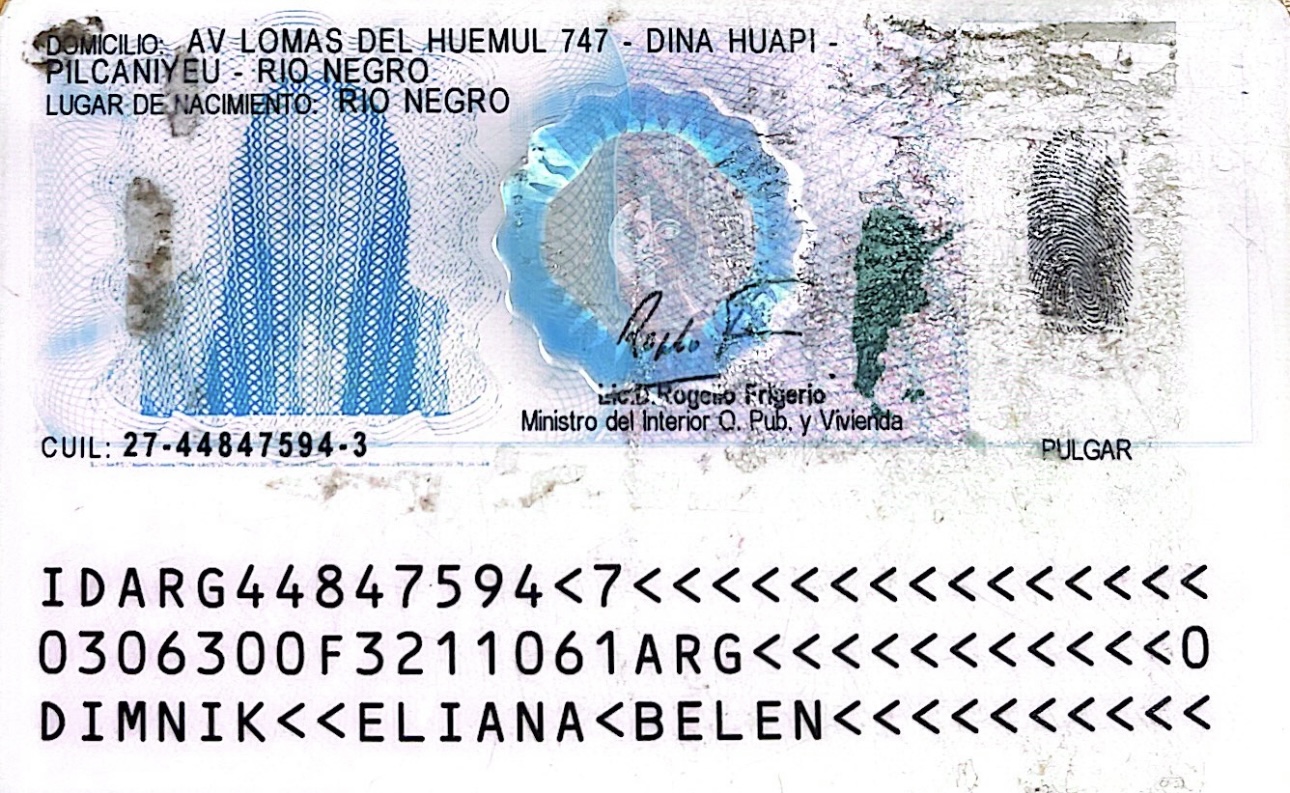 DOMICILIO: AV LOMAS DEL HUEMUL 747 - DINA HUAPI -
PILCANIYEU - RIO NEGRO
LUGAR DE NACIMIENTO: RIO NEGRO
Lic.D.Rogelio Frigerio
Ministro del Interior O. Pub. y Vivienda
CUIL: 27-44847594-3
PULGAR
IDARG44847594<7<<<<<<<<<<<<<<<
0306300F3211061ARG<<<<<<<<<<<0
DIMNIK<<ELIANA<BELEN<<<<<<<<<<